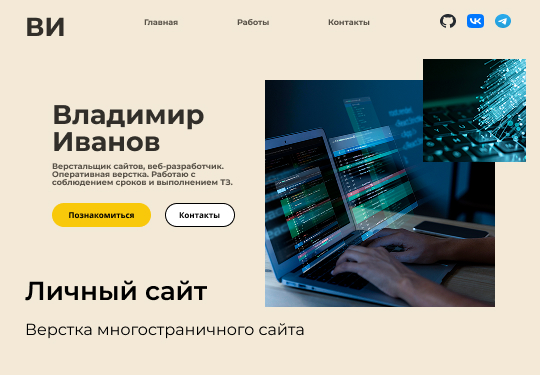 ВИ
Главная
Работы
Контакты
Владимир
Иванов
Верстальщик сайтов, веб-разработчик.
Оперативная верстка. Работаю с
соблюдением сроков и выполнением ТЗ.
Познакомиться
Контакты
Личный сайт
Верстка многостраничного сайта